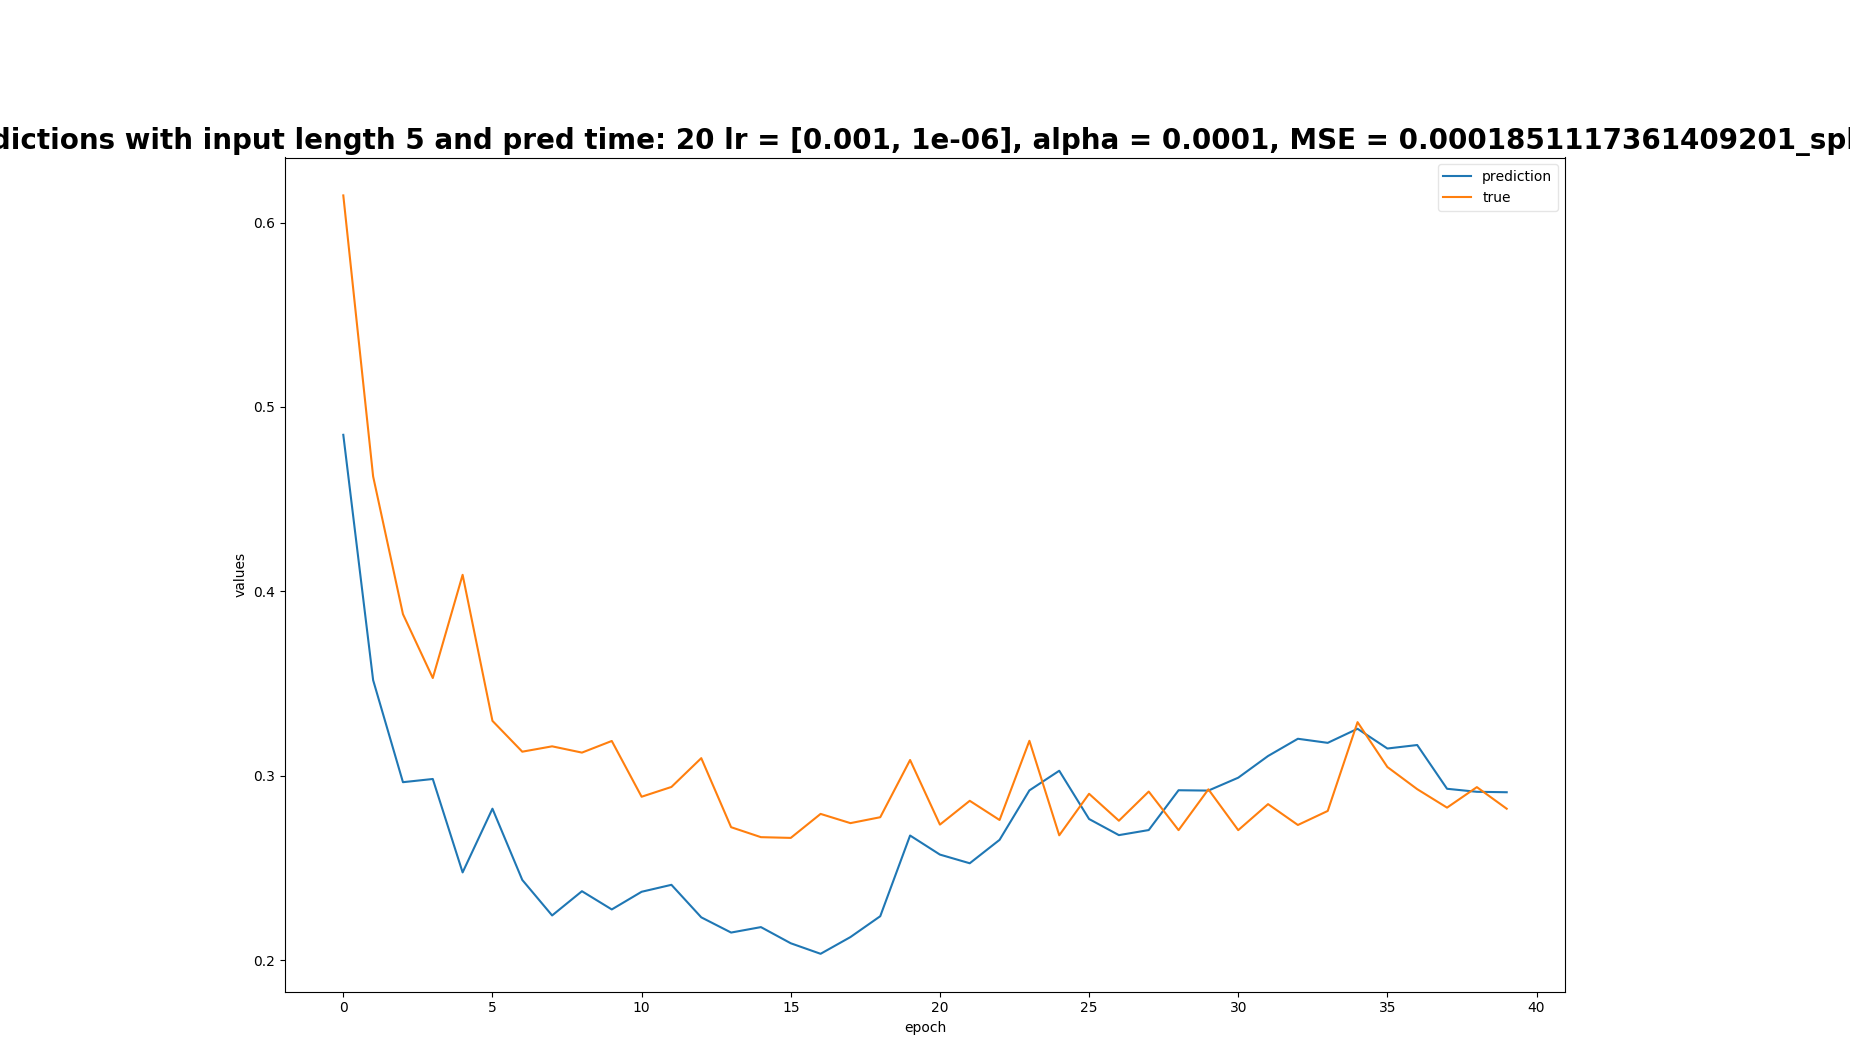 dictions with input length 5 and pred time: 20 lr = [0.001, 1e-06], alpha = 0.0001, MSE = 0.0001851117361409201_spl
prediction
true
0.6
0.5
0.4
0.3
0.2
values
0 5 10 15 20 25 30 35 40
epoch